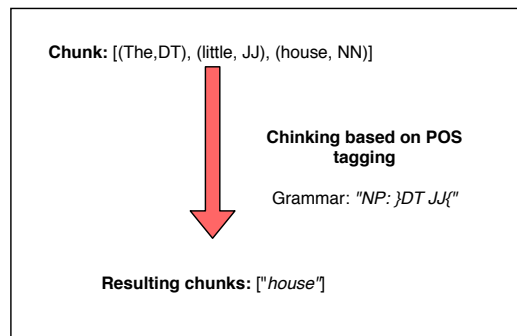 Chunk: [(The,DT), (little, JJ), (house, NN)]
Chinking based on POS
tagging
Grammar: "NP: }DT JJ{"
Resulting chunks: ["house"]